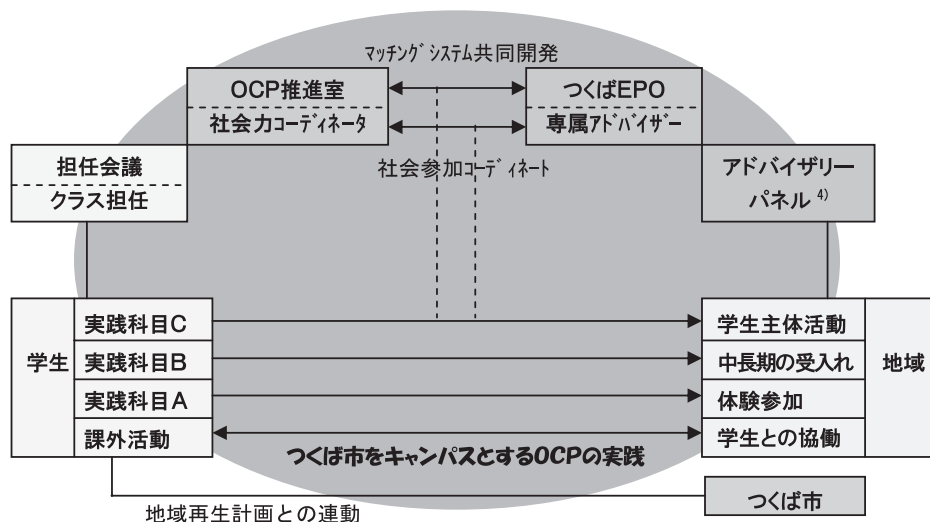 マッチングシステム共同開発
OCP推進室
社会力コーディネータ
つくばEPO
専属アドバイザー
担任会議
クラス担任
社会参加コーディネート
アドバイザリー
パネル 4)
学生
実践科目C
実践科目B
実践科目A
課外活動
学生主体活動
中長期の受入れ
体験参加
学生との協働
地域
つくば市をキャンパスとするOCPの実践
つくば市
地域再生計画との連動